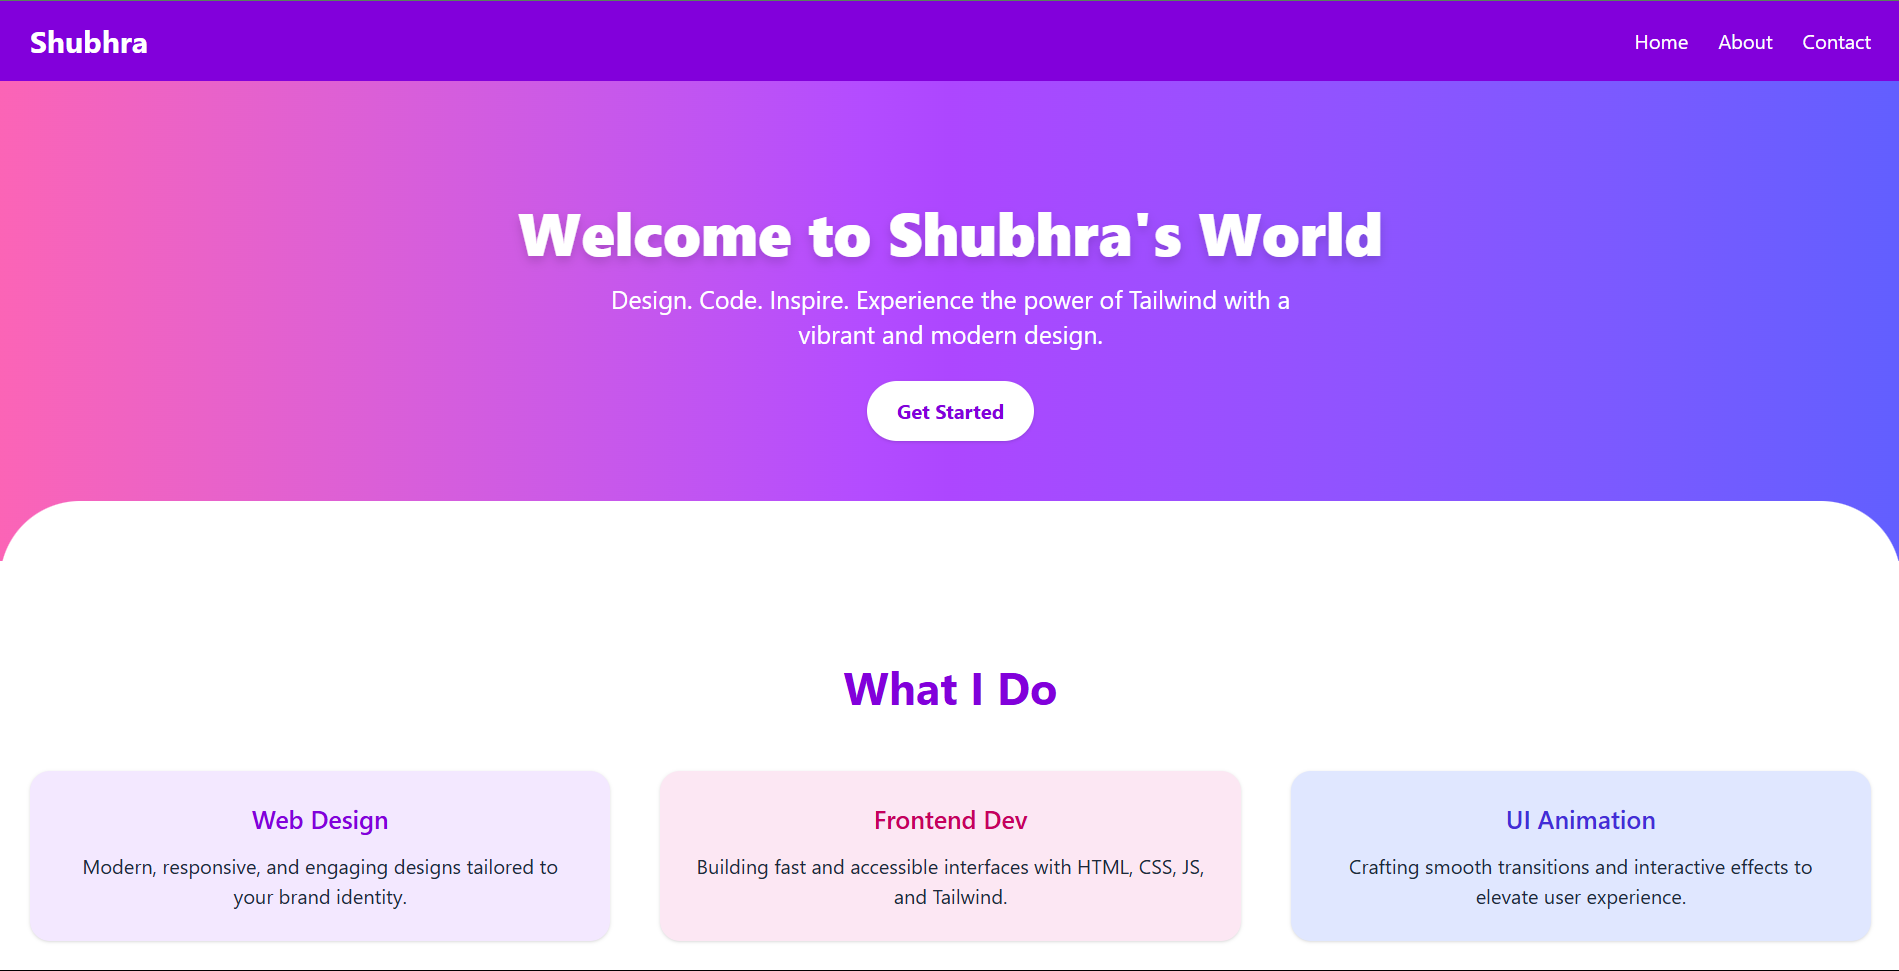 Shubhra
Home About Contact
Welcome to Shubhra's World
Design. Code. Inspire. Experience the power of Tailwind with a
vibrant and modern design.
Get Started
What I Do
Web Design
Modern, responsive, and engaging designs tailored to
your brand identity.
Frontend Dev
Building fast and accessible interfaces with HTML, CSS, JS,
and Tailwind.
UI Animation
Crafting smooth transitions and interactive effects to
elevate user experience.